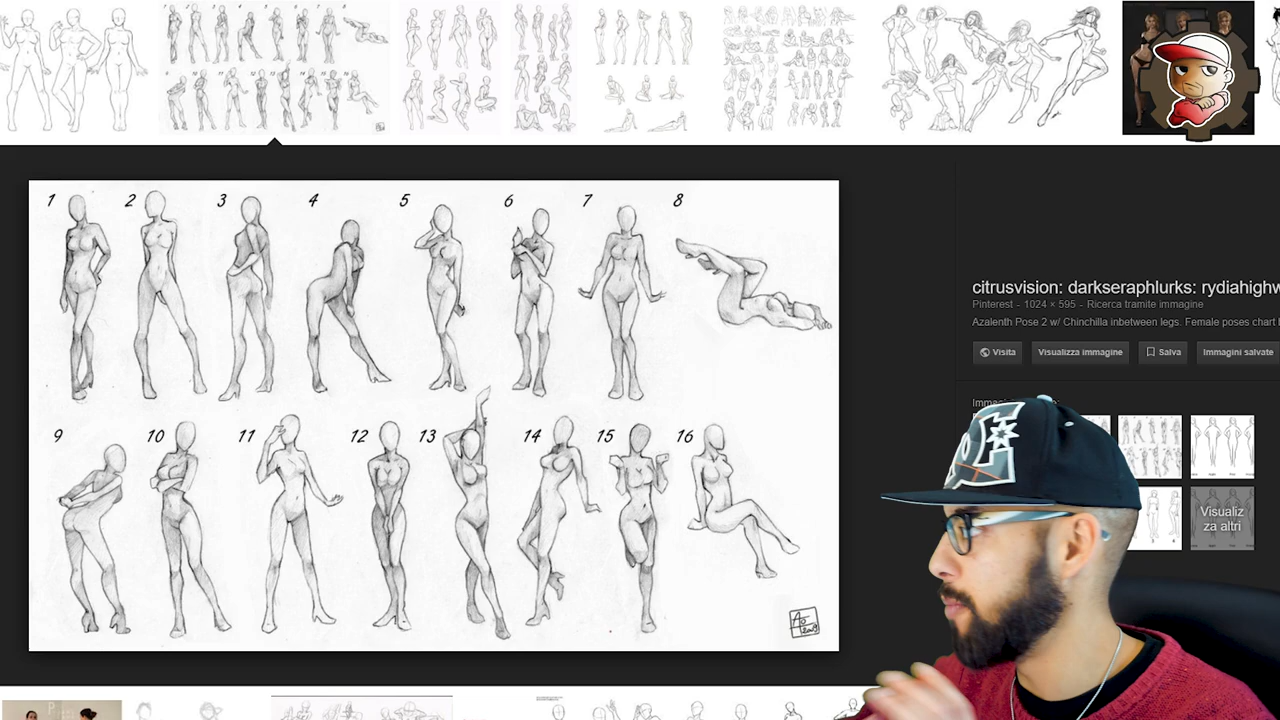 1 2 3 4 5 6 7 8
9 10 11 12 13 14 15 16
2009
citrusvision: darkseraphlurks: rydiahighw
Pinterest - 1024 × 595 - Ricerca tramite immagine
Azalenth Pose 2 w/ Chinchilla inbetween legs. Female poses chart
Visita
Visualizza immagine
Salva
Immagini salvate
Visualiz
za altri